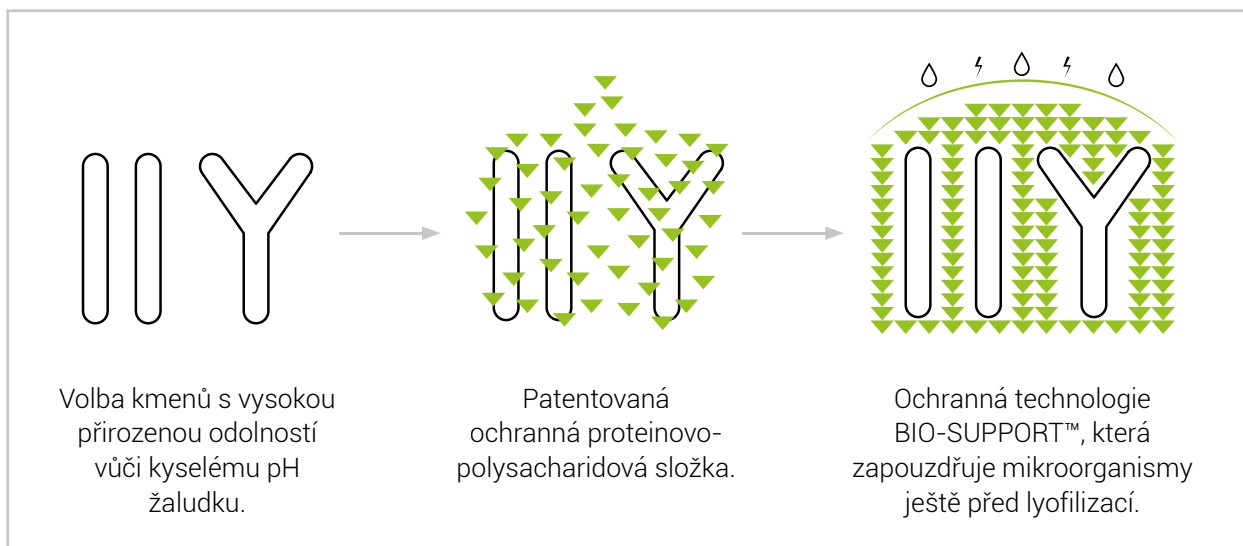 Volba kmenů s vysokou
přirozenou odolností
vůči kyselému pH
žaludku.
Patentovaná
ochranná proteinovo-
polysacharidová složka.
Ochranná technologie
BIO-SUPPORT™, která
zapouzdřuje mikroorganismy
ještě před lyofilizací.